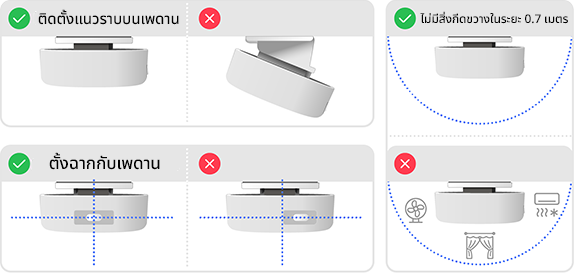 ติดตั้งแนวราบบนเพดาน
ไม่มีสิ่งกีดขวางในระยะ 0.7 เมตร
ตั้งฉากกับเพดาน